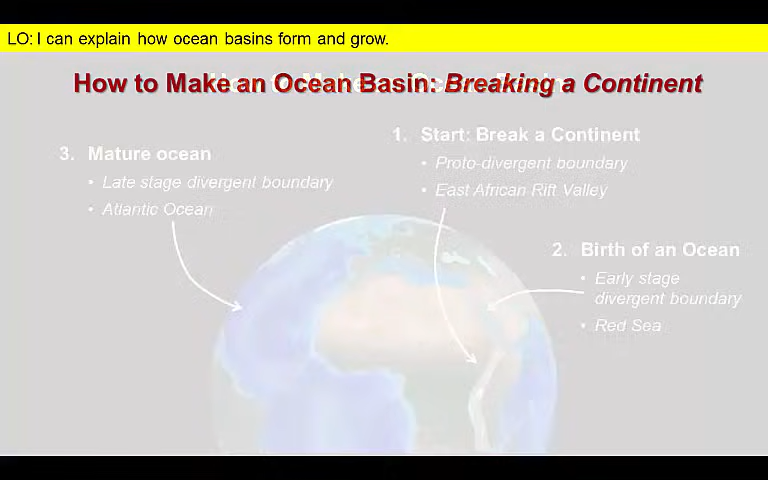 LO: I can explain how ocean basins form and grow.
How to Make an Ocean Basin: Breaking a Continent
1. Start: Break a Continent
• Proto-divergent boundary
• East African Rift Valley
3. Mature ocean
• Late stage divergent boundary
• Atlantic Ocean
2. Birth of an Ocean
• Early stage
divergent boundary
• Red Sea